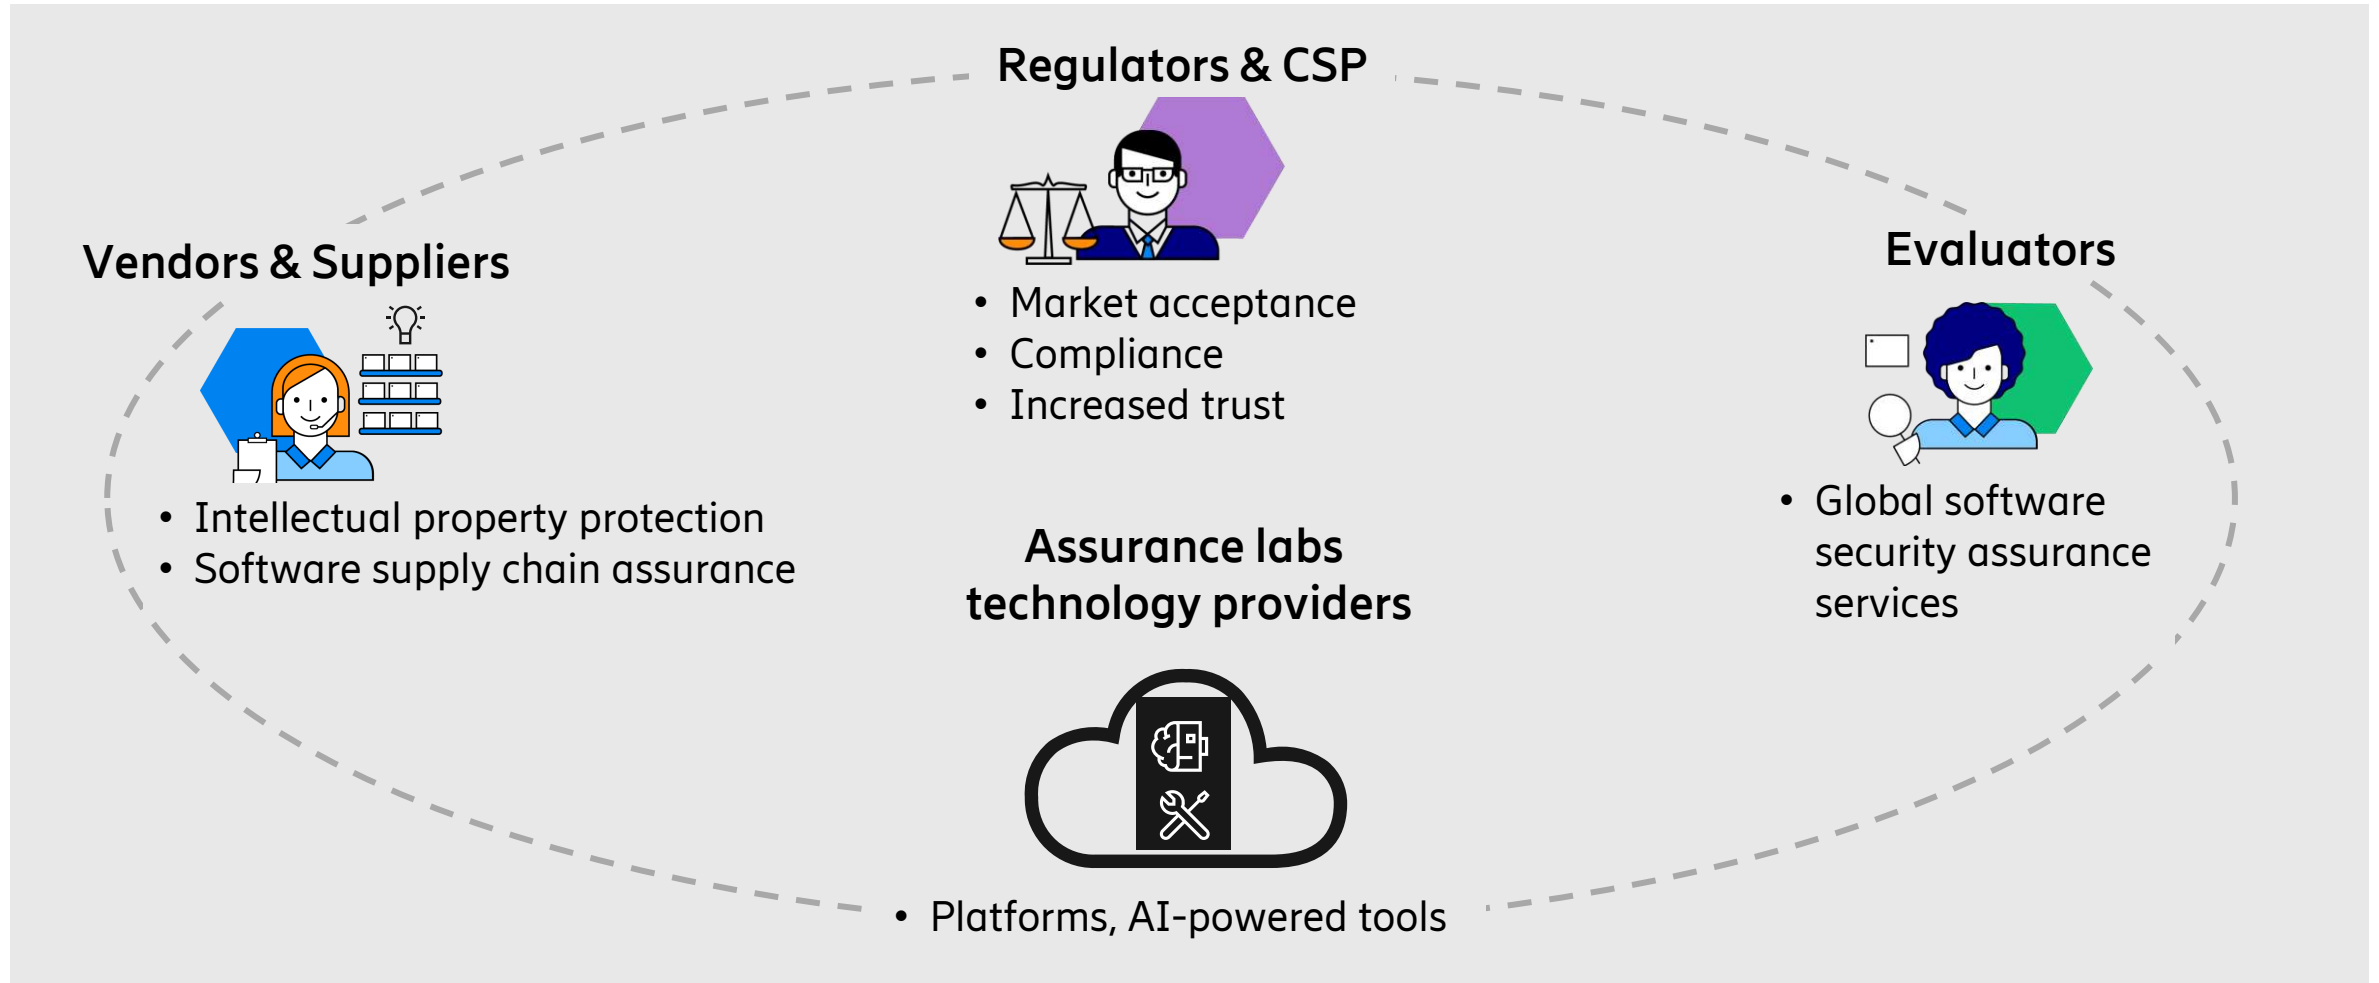 Regulators & CSP
• Market acceptance
• Compliance
• Increased trust
Vendors & Suppliers
• Intellectual property protection
• Software supply chain assurance
Evaluators
• Global software
security assurance
services
Assurance labs
technology providers
• Platforms, AI-powered tools